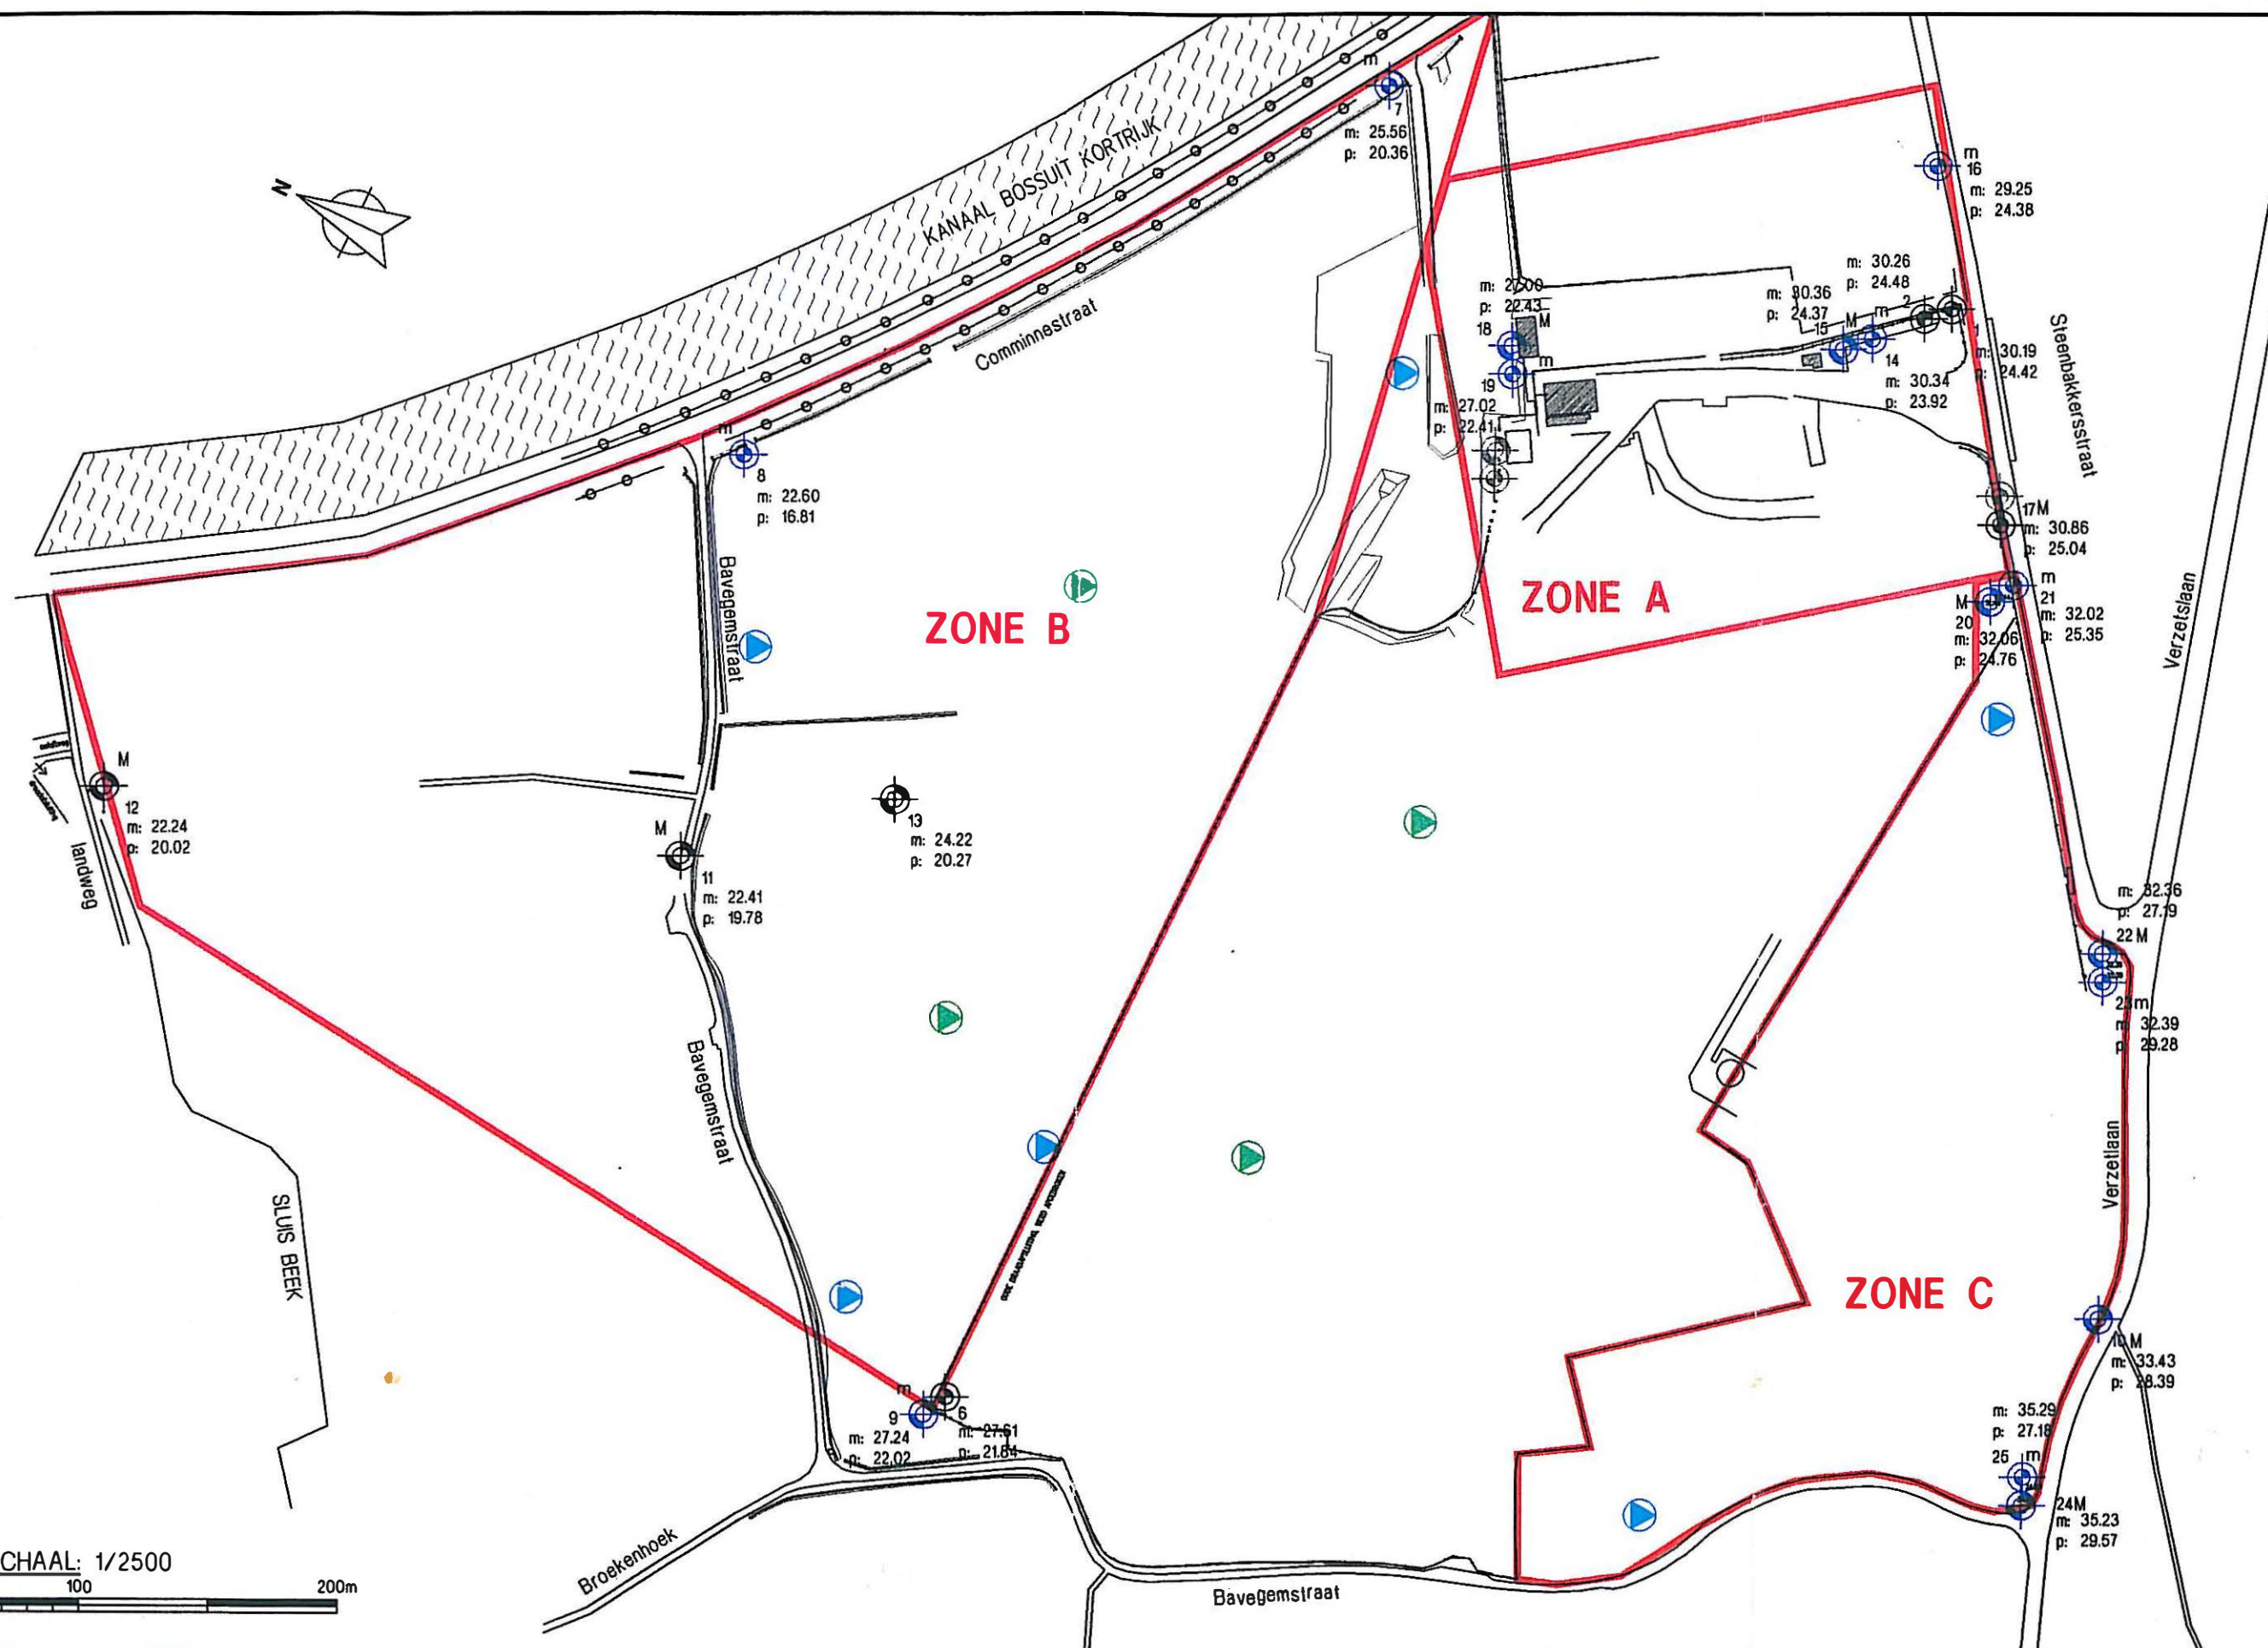 N
KANAAL BOSSUIT KORTRIJK
m
7
m: 25.56
p: 20.36
m
16
m: 29.25
p: 24.38
m: 30.26
p: 24.48
2
m: 30.36
p: 24.37
15
M
m
14
m: 30.34
p: 23.92
1
m: 30.19
p: 24.42
Steenbakkersstraat
Comminnestraat
m: 27.00
p: 22.43
18
M
19
m
m: 27.02
p: 22.41
m
8
m: 22.60
p: 16.81
Bavegemstraat
17M
m: 30.86
p: 25.04
ZONE A
ZONE B
m
21
m: 32.02
p: 25.35
M
20
m: 32.06
p: 24.76
Verzetslaan
M
12
m: 22.24
p: 20.02
landweg
M
11
m: 22.41
p: 19.78
13
m: 24.22
p: 20.27
m: 32.36
p: 27.19
22M
23m
m: 32.39
p: 29.28
Bavegemstraat
SLUIS BEEK
Verzetlaan
ZONE C
10M
m: 33.43
p: 28.39
m
9
m: 27.24
p: 22.02
6
m: 27.61
p: 21.84
m: 35.29
p: 27.18
25
m
24M
m: 35.23
p: 29.57
Broekenhoek
Bavegemstraat
CHAAL: 1/2500
100
200m